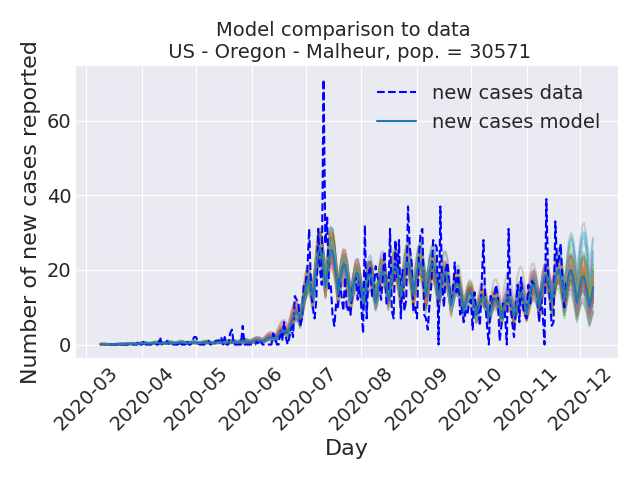 Model comparison to data
US - Oregon - Malheur, pop. = 30571
Number of new cases reported
new cases data
new cases model
60
40
20
0
2020-03
2020-04
2020-05
2020-06
2020-07
2020-08
2020-09
2020-10
2020-11
2020-12
Day